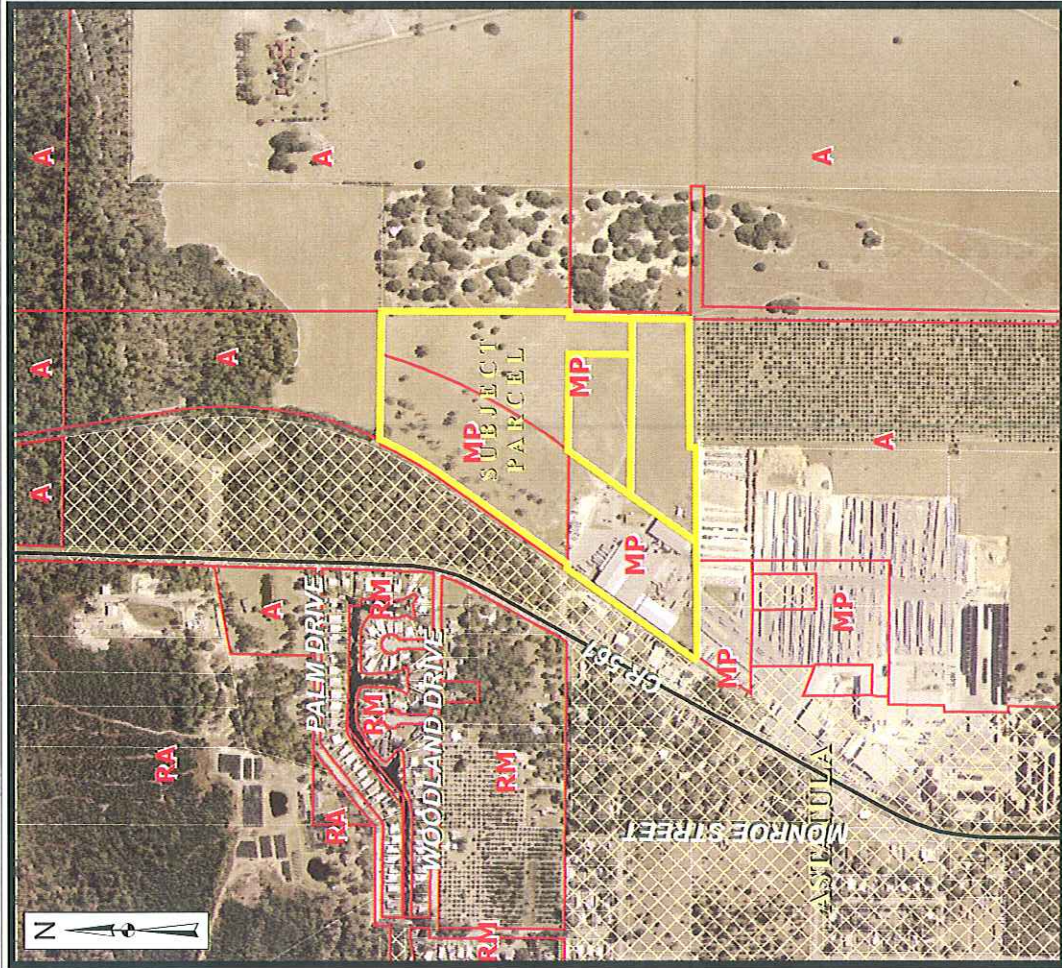 A
A
A
A
A
A
SUBJECT
PARCEL
MP
MP
MP
A
A
A
MP
MP
CR-561
PALM DRIVE
RM
RM
WOODLAND DRIVE
RA
RA
RM
RM
MONROE STREET
ASTATULA
N